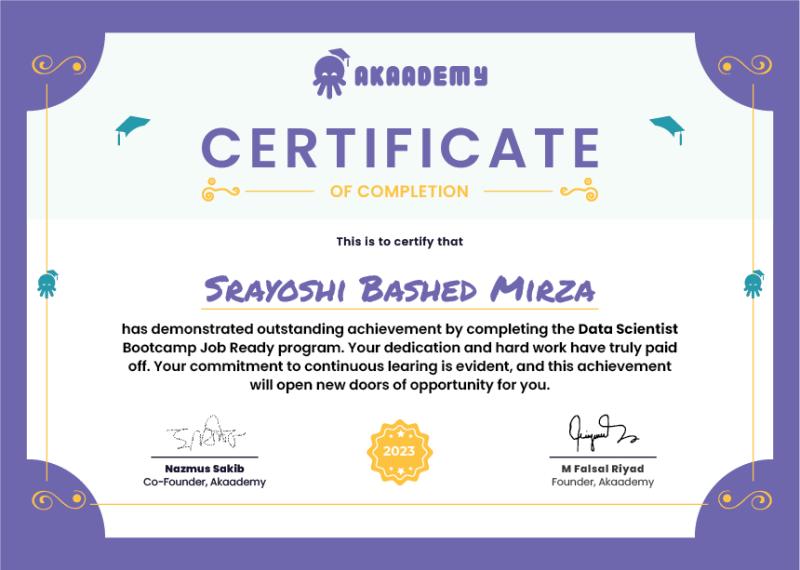 AKAADEMY
CERTIFICATE
OF COMPLETION
This is to certify that
Srayoshi Bashed Mirza
has demonstrated outstanding achievement by completing the Data Scientist
Bootcamp Job Ready program. Your dedication and hard work have truly paid
off. Your commitment to continuous learing is evident, and this achievement
will open new doors of opportunity for you.
2023
Nazmus Sakib
Co-Founder, Akaademy
M Falsal Riyad
Founder, Akaademy